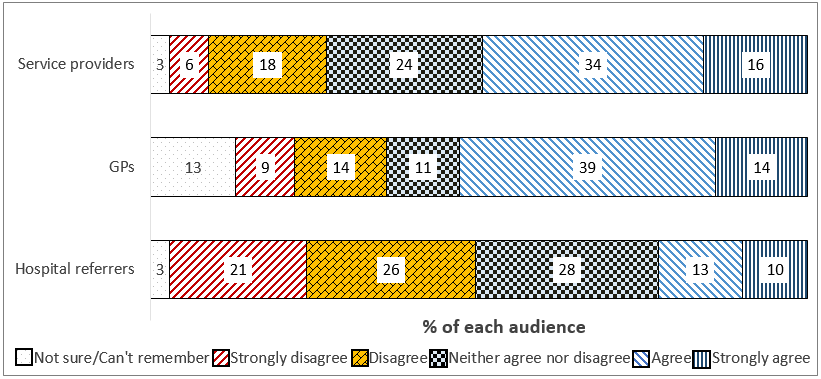 Service providers 3 6 18 24 34 16
GPs 13 9 14 11 39 14
Hospital referrers 3 21 26 28 13 10
% of each audience
Not sure/Can't remember Strongly disagree Disagree Neither agree nor disagree Agree Strongly agree